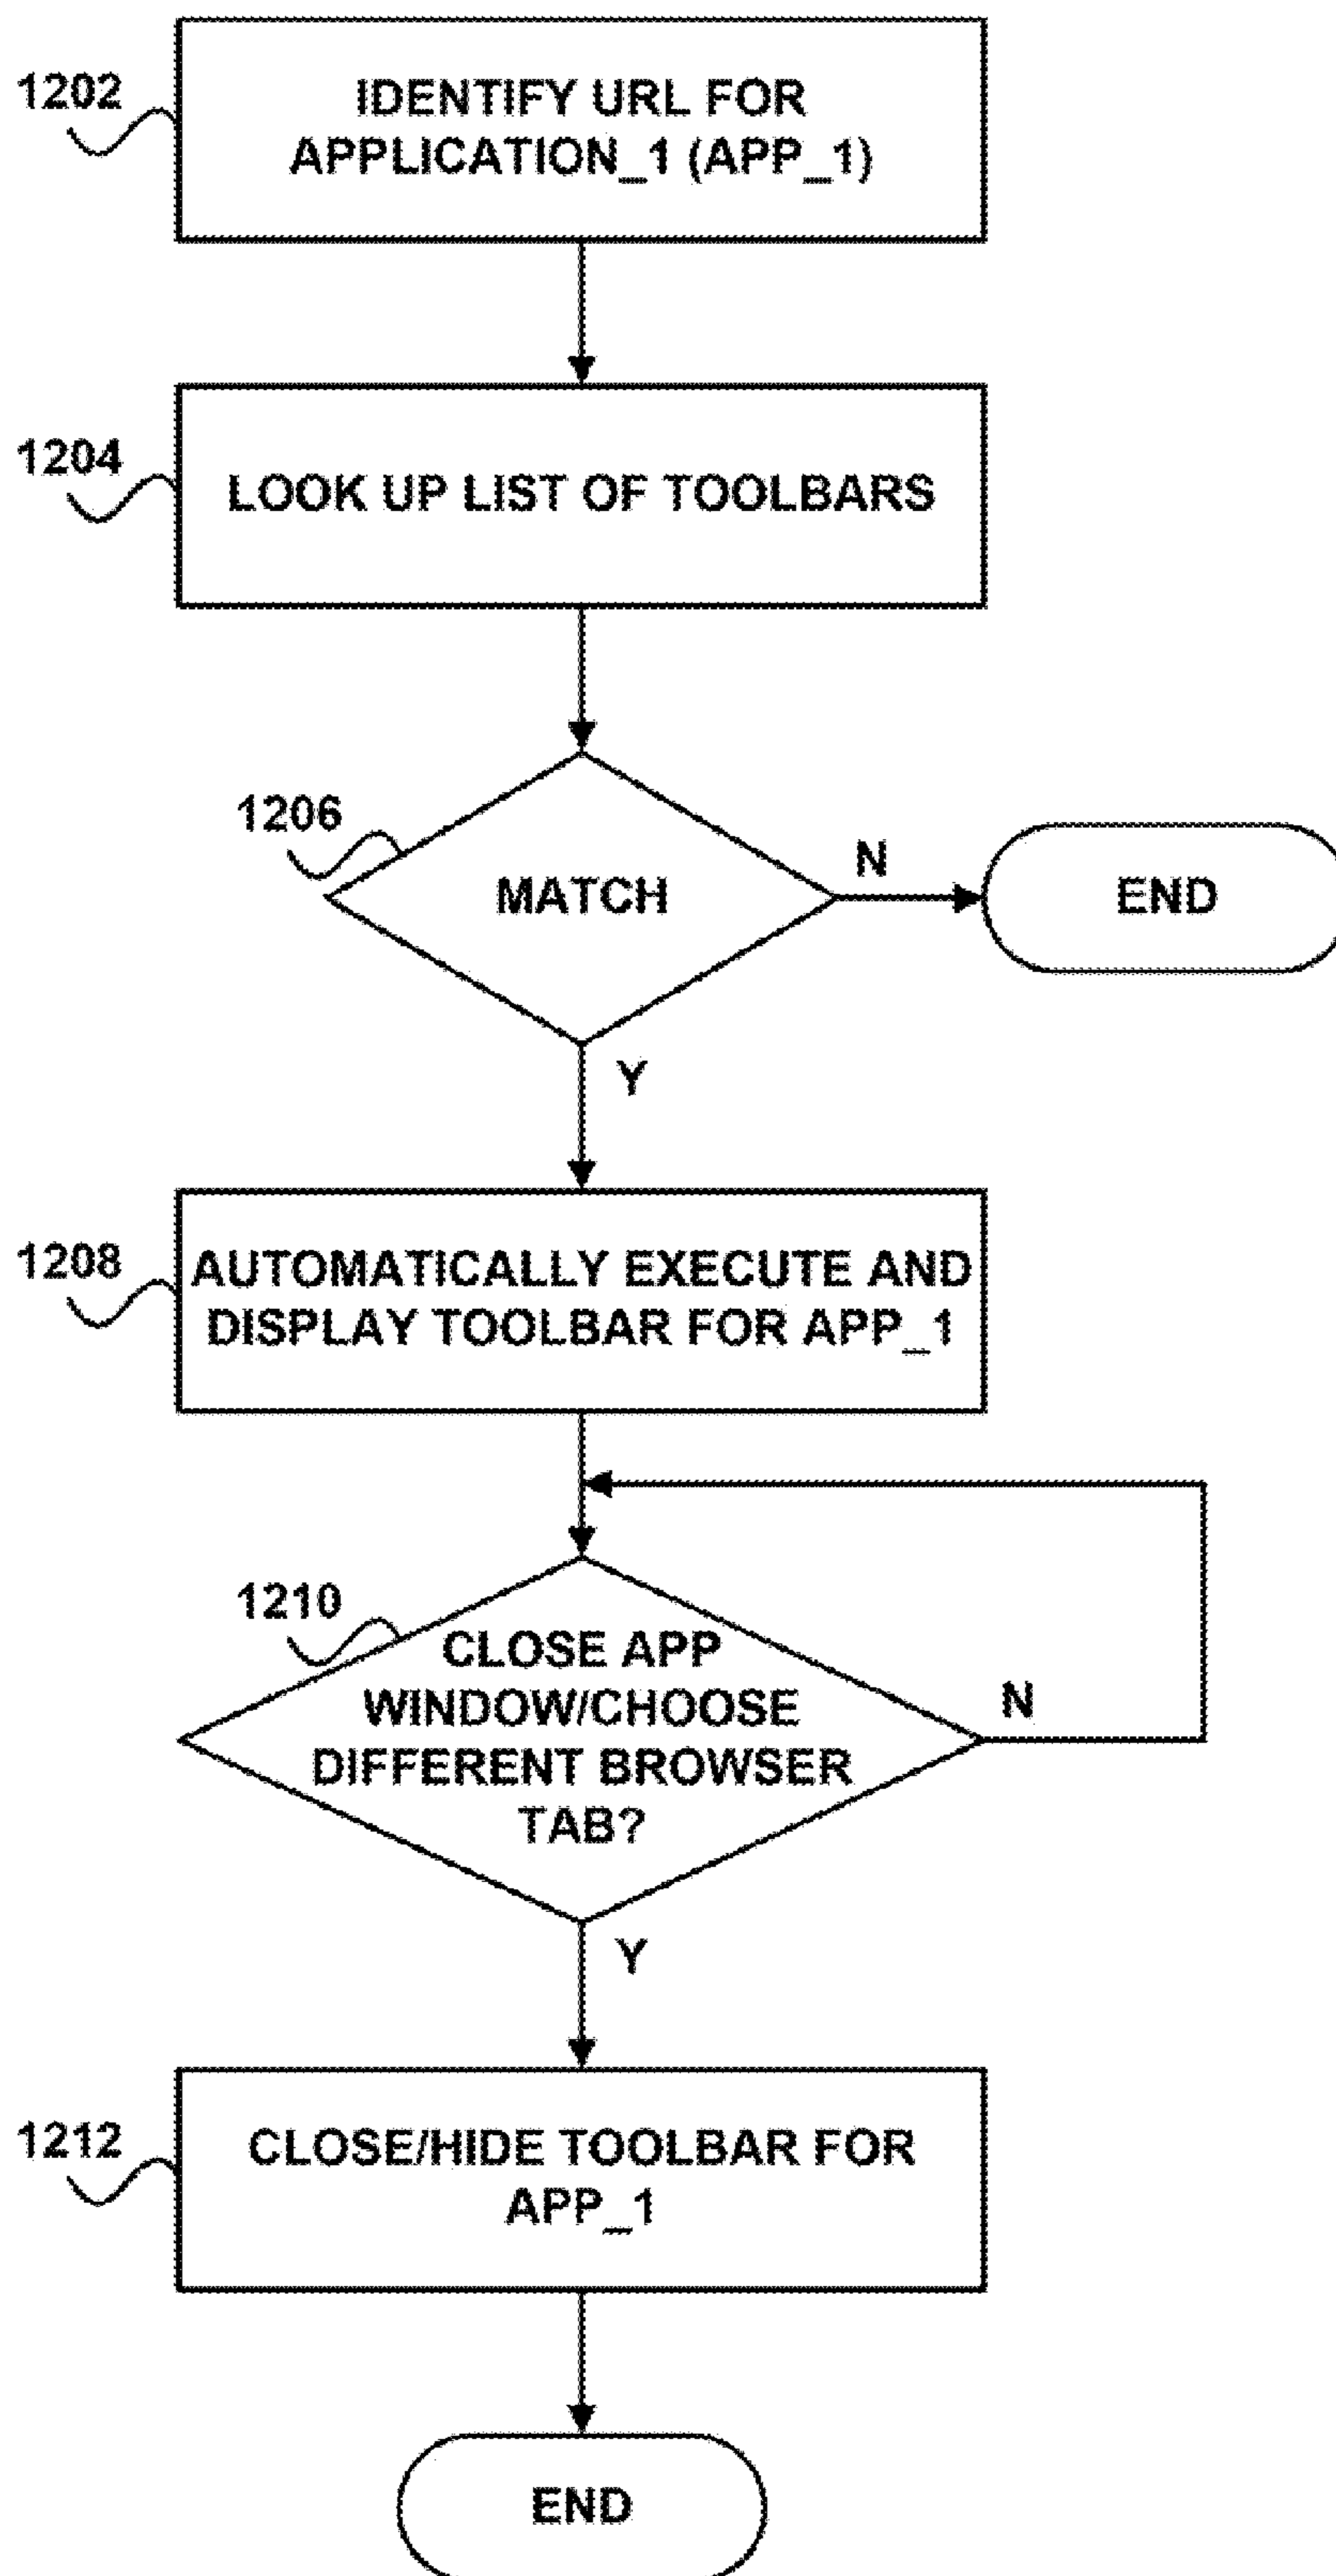 1202
IDENTIFY URL FOR
APPLICATION_1 (APP_1)
1204
LOOK UP LIST OF TOOLBARS
1206
MATCH
N
END
Y
1208
AUTOMATICALLY EXECUTE AND
DISPLAY TOOLBAR FOR APP_1
1210
CLOSE APP
WINDOW/CHOOSE
DIFFERENT BROWSER
TAB?
N
Y
1212
CLOSE/HIDE TOOLBAR FOR
APP_1
END